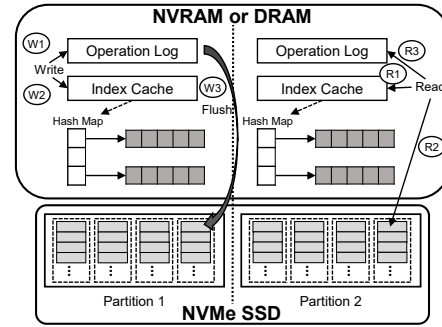 NVRAM or DRAM
W1
Operation Log
Write
W2
Index Cache
W3
Flush
Hash Map
Operation Log
R3
R1
Index Cache
Read
Hash Map
R2
Partition 1
Partition 2
NVMe SSD